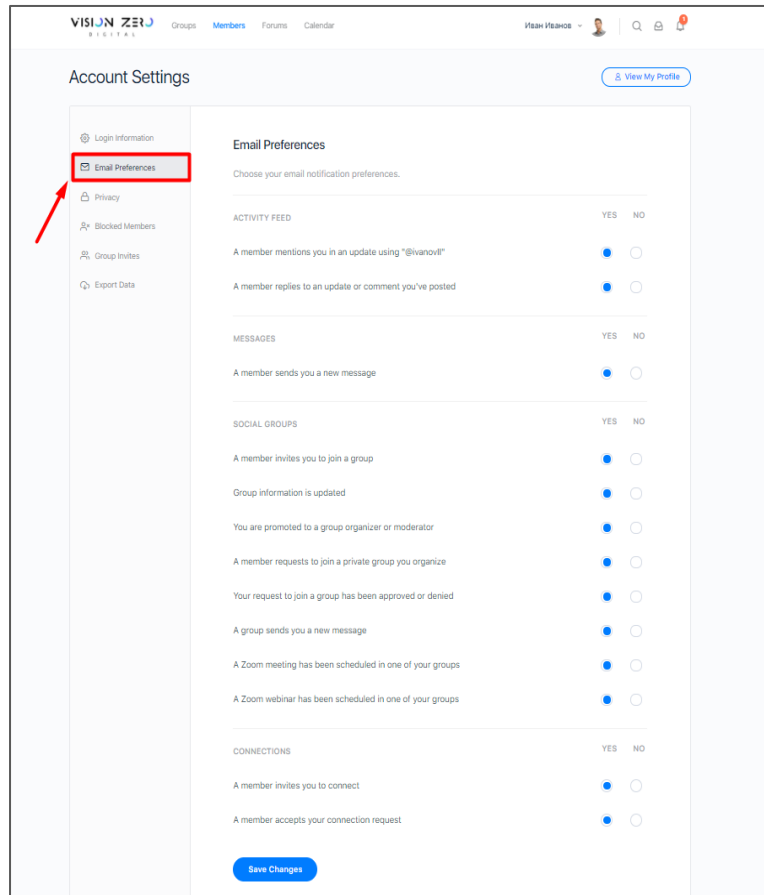 VISION ZERO
DIGITAL
Groups Members Forums Calendar
Иван Иванов
1
Account Settings
View My Profile
Login Information
Email Preferences
Privacy
Blocked Members
Group Invites
Export Data
Email Preferences
Choose your email notification preferences.
ACTIVITY FEED YES NO
A member mentions you in an update using "@ivanovII"
A member replies to an update or comment you've posted
MESSAGES YES NO
A member sends you a new message
SOCIAL GROUPS YES NO
A member invites you to join a group
Group information is updated
You are promoted to a group organizer or moderator
A member requests to join a private group you organize
Your request to join a group has been approved or denied
A group sends you a new message
A Zoom meeting has been scheduled in one of your groups
A Zoom webinar has been scheduled in one of your groups
CONNECTIONS YES NO
A member invites you to connect
A member accepts your connection request
Save Changes